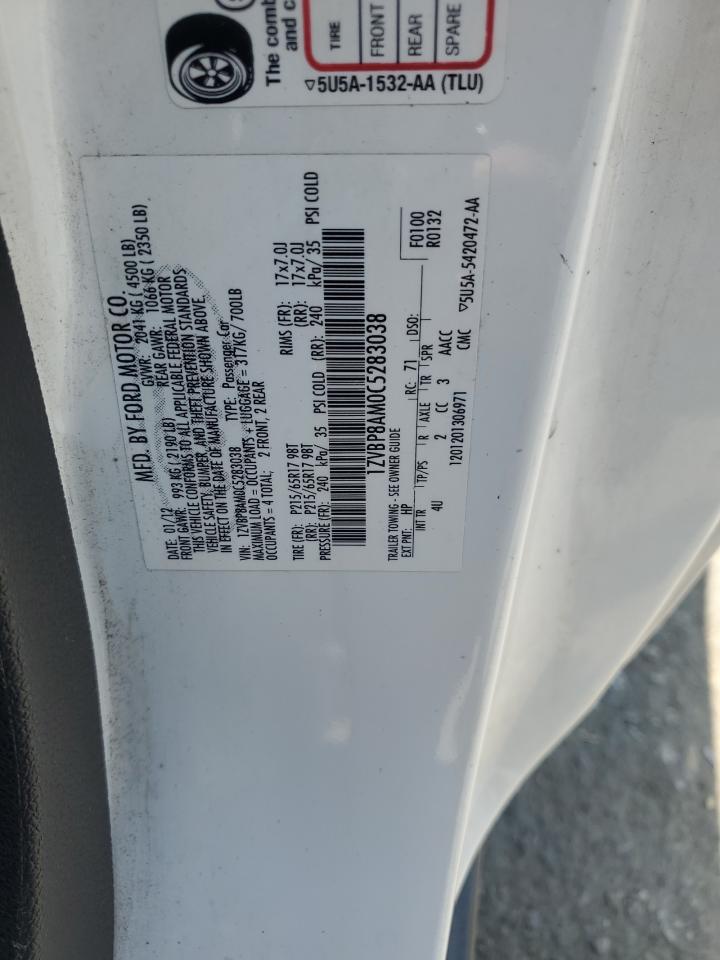 The comb
and ca
TIRE
FRONT
REAR
SPARE
▽5U5A-1532-AA (TLU)
MFD. BY FORD MOTOR CO.
DATE: 01/12 GVWR: 2041 KG ( 4500 LB)
FRONT GAWR: 993 KG ( 2190 LB) REAR GAWR: 1066 KG ( 2350 LB)
THIS VEHICLE CONFORMS TO ALL APPLICABLE FEDERAL MOTOR
VEHICLE SAFETY, BUMPER, AND THEFT PREVENTION STANDARDS
IN EFFECT ON THE DATE OF MANUFACTURE SHOWN ABOVE.
VIN: 1ZVBPBAM0C5283038 TYPE: Passenger Car
MAXIMUM LOAD = OCCUPANTS + LUGGAGE = 317KG/ 700LB
OCCUPANTS = 4 TOTAL; 2 FRONT, 2 REAR
TIRE (FR): P215/65R17 98T RIMS (FR): 17x7.0J
(RR): P215/65R17 98T (RR): 17x7.0J
PRESSURE (FR): 240 kPa/ 35 PSI COLD (RR): 240 kPa/ 35 PSI COLD
1ZVBPBAM0C5283038
F0100
R0132
TRAILER TOWING - SEE OWNER GUIDE
EXT PNT: HP RC: 71 DSO:
INT TR TP/PS R AXLE TR SPR
4U 2 CC 3 AACC
1201201306971 CMC ▽5U5A-5420472-AA